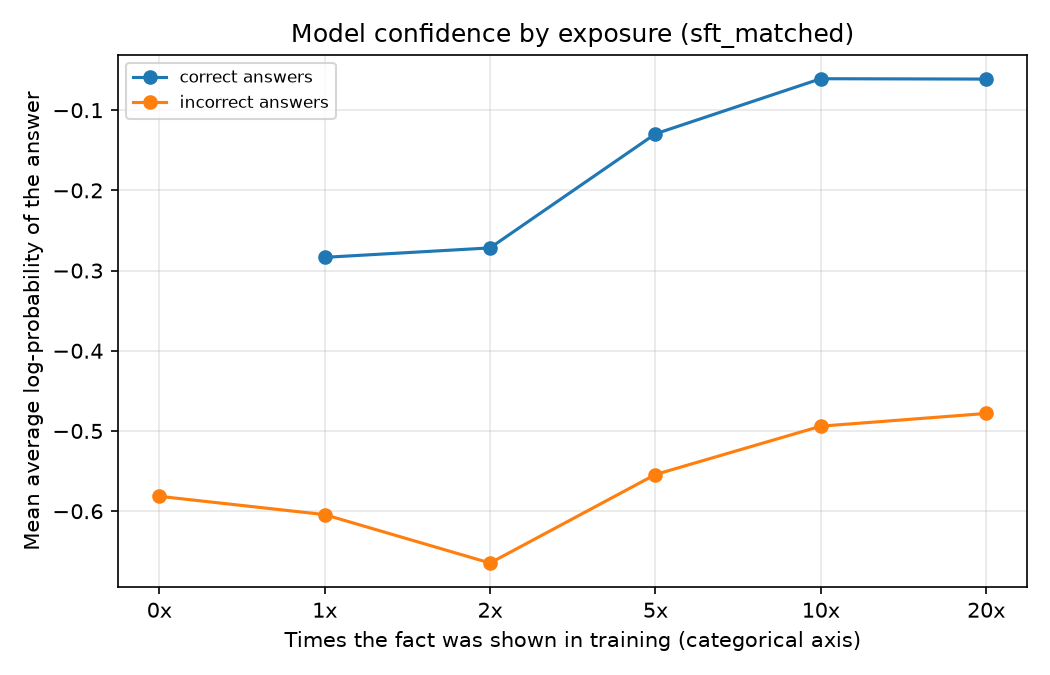 Model confidence by exposure (sft_matched)
correct answers
incorrect answers
Mean average log-probability of the answer
−0.1
−0.2
−0.3
−0.4
−0.5
−0.6
0x 1x 2x 5x 10x 20x
Times the fact was shown in training (categorical axis)